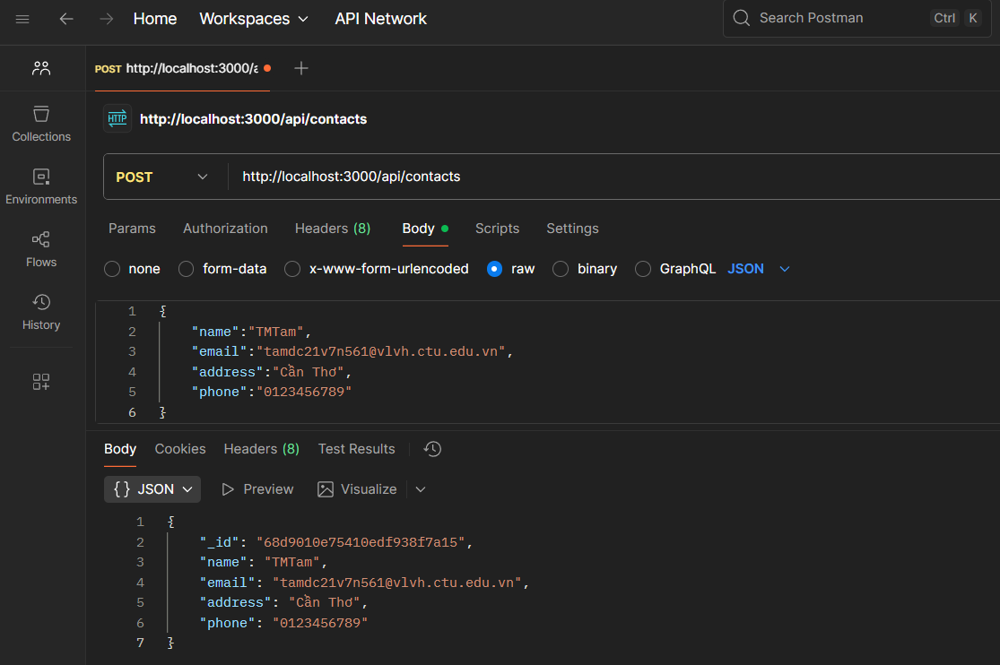 Home Workspaces API Network Search Postman Ctrl K
POST http://localhost:3000/a
Collections
Environments
Flows
History
HTTP http://localhost:3000/api/contacts
POST http://localhost:3000/api/contacts
Params Authorization Headers (8) Body Scripts Settings
none form-data x-www-form-urlencoded raw binary GraphQL JSON
1 {
2 "name":"TMTam",
3 "email":"tamdc21v7n561@vlvh.ctu.edu.vn",
4 "address":"Cần Thơ",
5 "phone":"0123456789"
6 }
Body Cookies Headers (8) Test Results
{} JSON Preview Visualize
1 {
2 "_id": "68d9010e75410edf938f7a15",
3 "name": "TMTam",
4 "email": "tamdc21v7n561@vlvh.ctu.edu.vn",
5 "address": "Cần Thơ",
6 "phone": "0123456789"
7 }